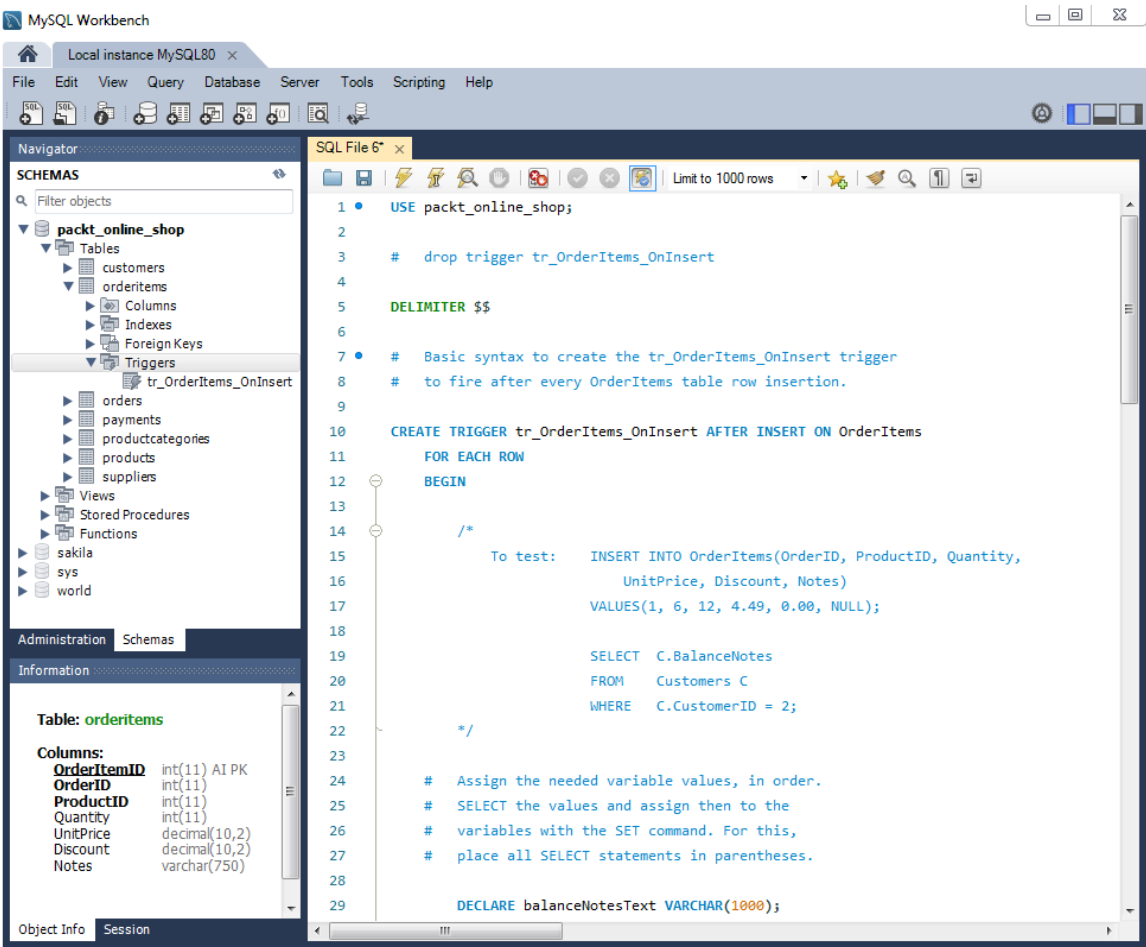 MySQL Workbench
Local instance MySQL80
File Edit View Query Database Server Tools Scripting Help
Navigator
SCHEMAS
Filter objects
packt_online_shop
Tables
customers
orderitems
Columns
Indexes
Foreign Keys
Triggers
tr_OrderItems_OnInsert
orders
payments
productcategories
products
suppliers
Views
Stored Procedures
Functions
sakila
sys
world
Administration Schemas
Information
Table: orderitems
Columns:
OrderItemID int(11) AI PK
OrderID int(11)
ProductID int(11)
Quantity int(11)
UnitPrice decimal(10,2)
Discount decimal(10,2)
Notes varchar(750)
Object Info Session
SQL File 6*
Limit to 1000 rows
1 USE packt_online_shop;
2
3 # drop trigger tr_OrderItems_OnInsert
4
5 DELIMITER $$
6
7 # Basic syntax to create the tr_OrderItems_OnInsert trigger
8 # to fire after every OrderItems table row insertion.
9
10 CREATE TRIGGER tr_OrderItems_OnInsert AFTER INSERT ON OrderItems
11 FOR EACH ROW
12 BEGIN
13
14 /*
15 To test: INSERT INTO OrderItems(OrderID, ProductID, Quantity,
16 UnitPrice, Discount, Notes)
17 VALUES(1, 6, 12, 4.49, 0.00, NULL);
18
19 SELECT C.BalanceNotes
20 FROM Customers C
21 WHERE C.CustomerID = 2;
22 */
23
24 # Assign the needed variable values, in order.
25 # SELECT the values and assign then to the
26 # variables with the SET command. For this,
27 # place all SELECT statements in parentheses.
28
29 DECLARE balanceNotesText VARCHAR(1000);